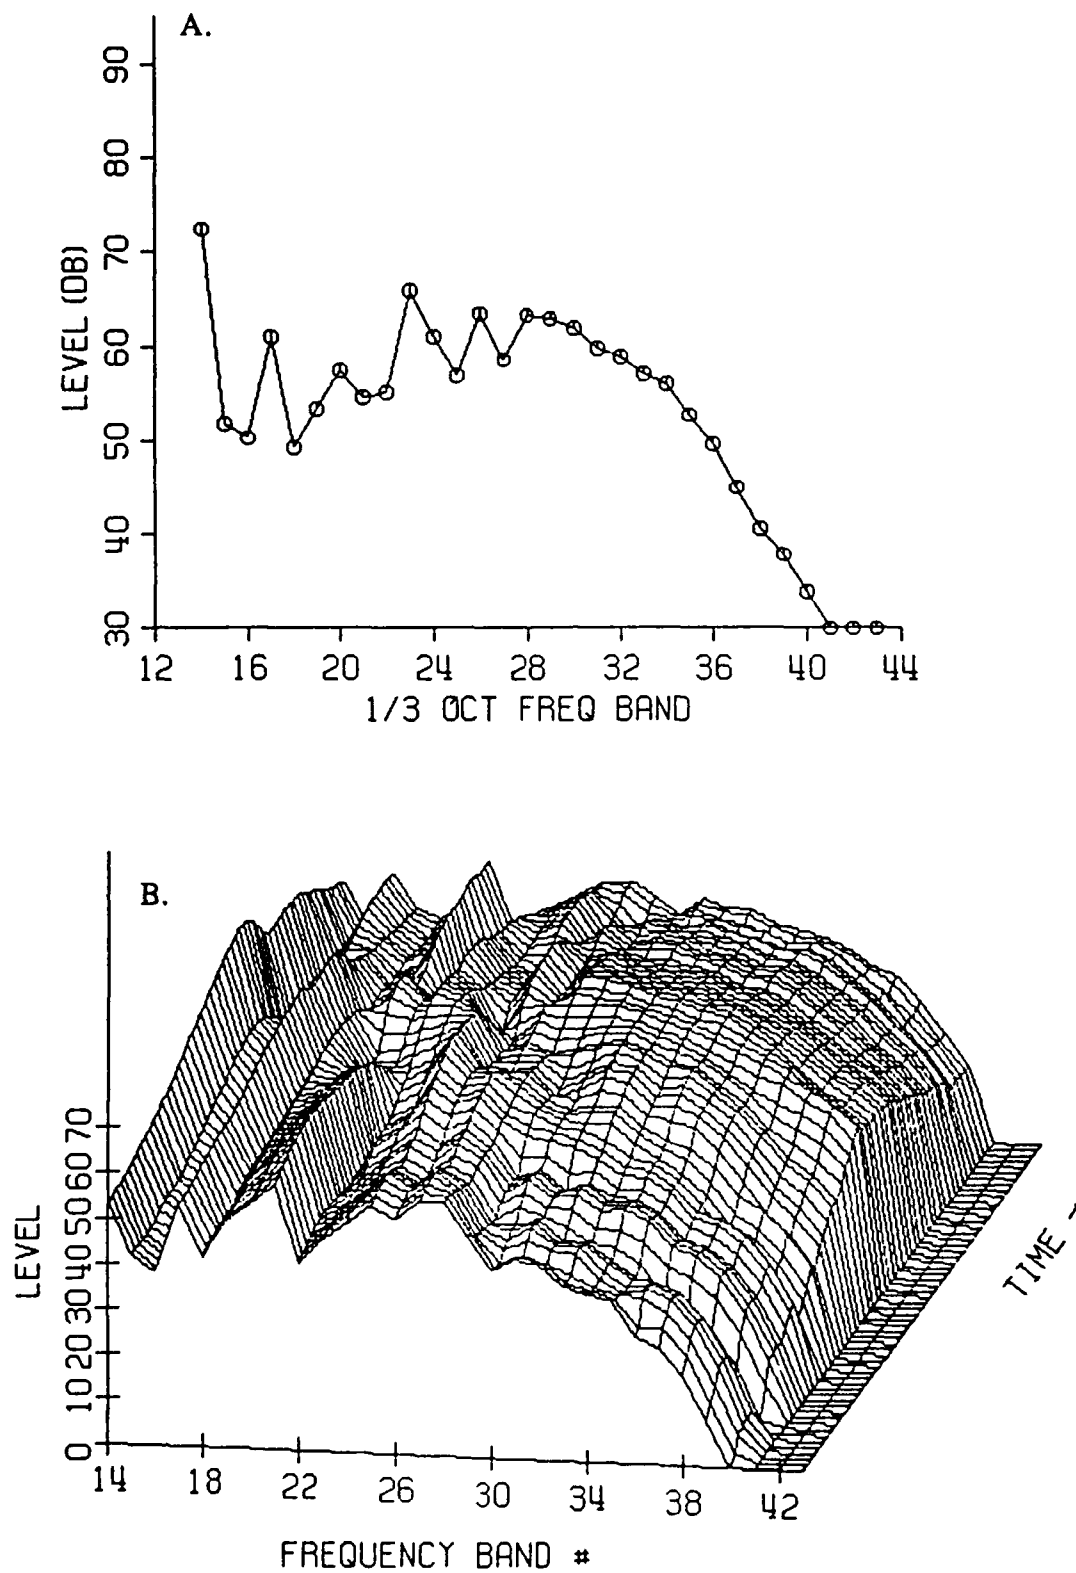 A.
90
80
70
60
50
40
30
LEVEL (DB)
12 16 20 24 28 32 36 40 44
1/3 OCT FREQ BAND
B.
70
60
50
40
30
20
10
0
LEVEL
14 18 22 26 30 34 38 42
FREQUENCY BAND #
TIME